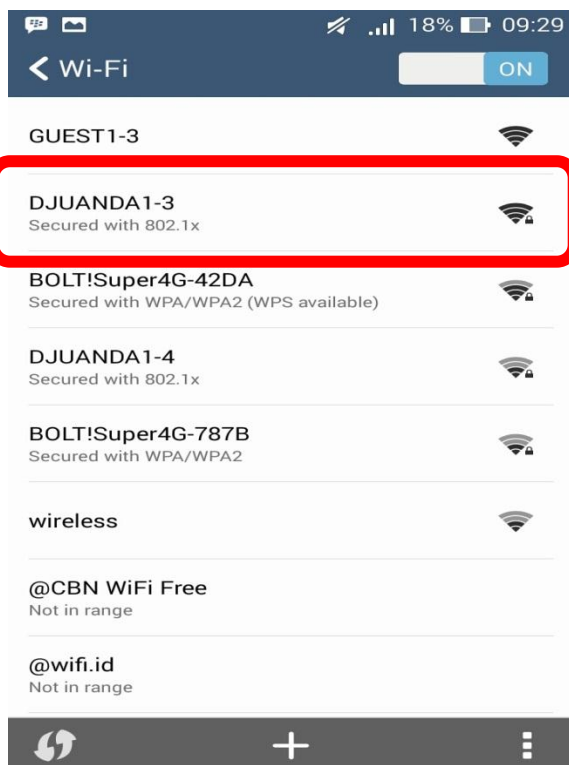 18% 09:29
Wi-Fi ON
GUEST1-3
DJUANDA1-3
Secured with 802.1x
BOLT!Super4G-42DA
Secured with WPA/WPA2 (WPS available)
DJUANDA1-4
Secured with 802.1x
BOLT!Super4G-787B
Secured with WPA/WPA2
wireless
@CBN WiFi Free
Not in range
@wifi.id
Not in range